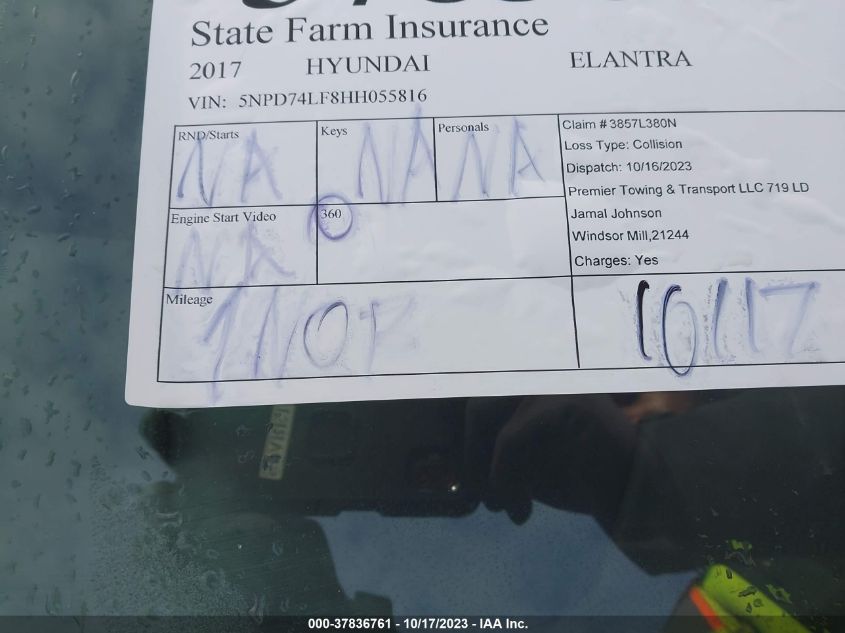 State Farm Insurance
2017 HYUNDAI ELANTRA
VIN: 5NPD74LF8HH055816
RND/Starts Keys Personals
NA NA NA
Claim # 3857L380N
Loss Type: Collision
Dispatch: 10/16/2023
Premier Towing & Transport LLC 719 LD
Engine Start Video 360
NA
Jamal Johnson
Windsor Mill,21244
Charges: Yes
Mileage
INOP
10/17
000-37836761 - 10/17/2023 - IAA Inc.